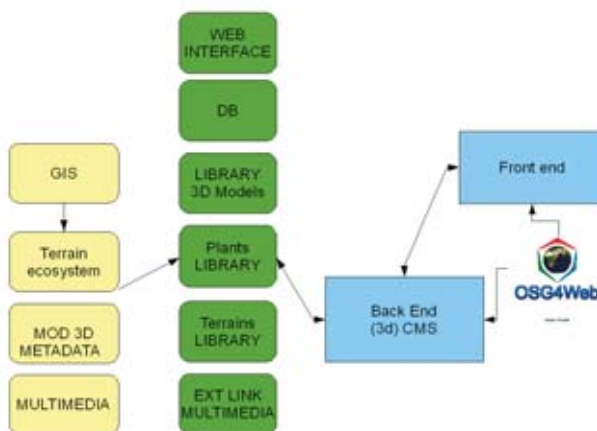 WEB
INTERFACE
DB
LIBRARY
3D Models
Plants
LIBRARY
Terrains
LIBRARY
EXT LINK
MULTIMEDIA
GIS
Terrain
ecosystem
MOD 3D
METADATA
MULTIMEDIA
Front end
Back End
(3d) CMS
OSG4Web